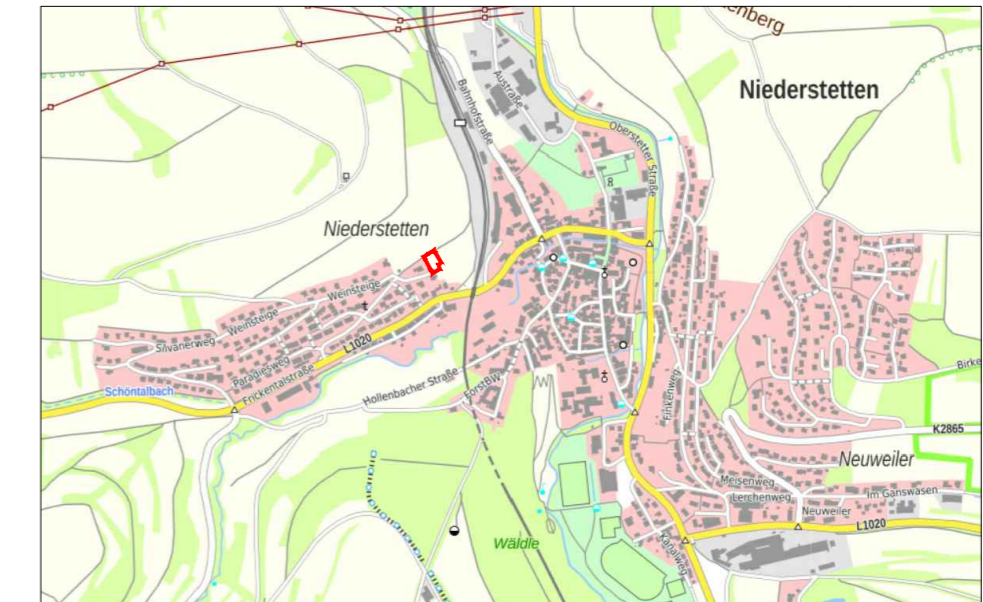 enberg
Niederstetten
Austraße
Bahnhofstraße
Oberstetter Straße
Niederstetten
Weinsteige
Weinsteige
Silvanerweg
L1020
Paradiesweg
Frickentalstraße
Schöntalbach
Hollenbacher Straße
ForstBW
Finkenweg
Birke
K2865
Neuweiler
Meisenweg
Lerchenweg
Im Ganswasen
Neuweiler
L1020
Kanalweg
Wäldle